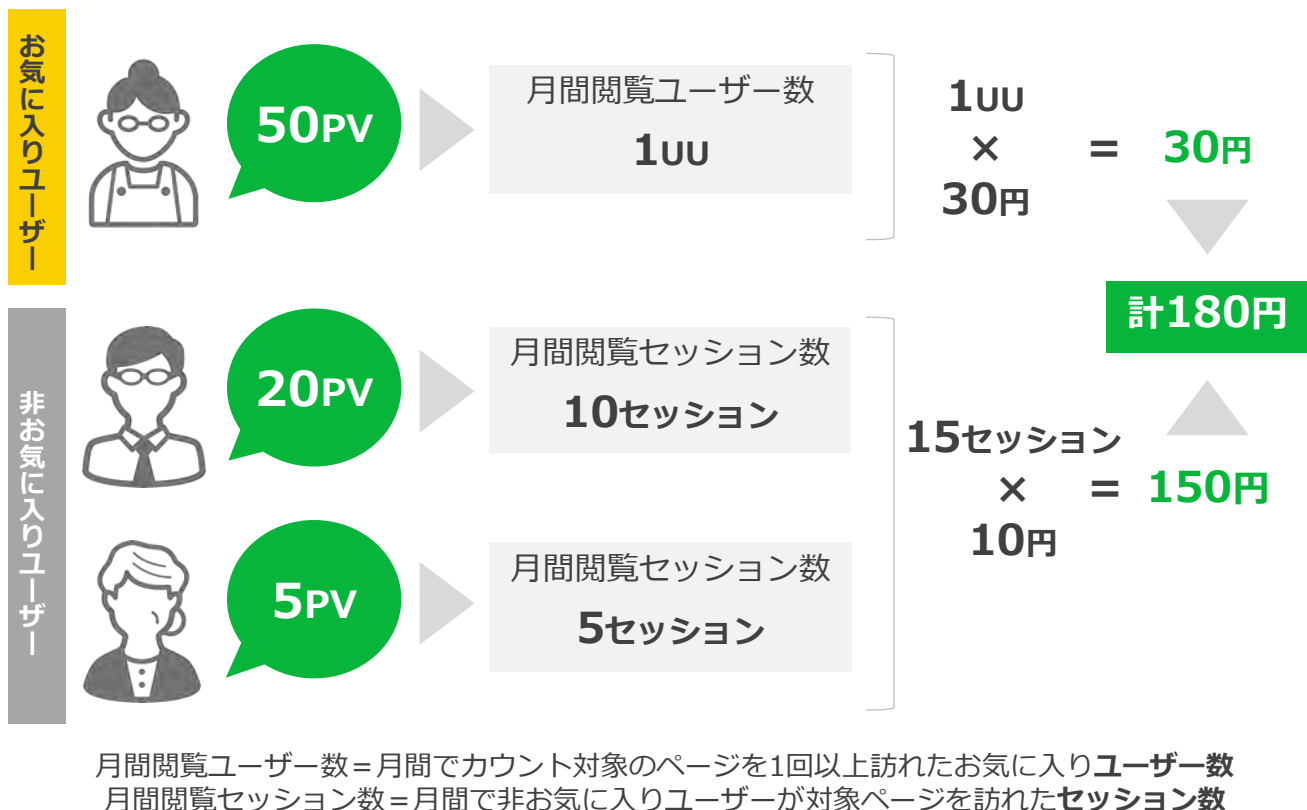 お気に入りユーザー
50PV
月間閲覧ユーザー数
1UU
1UU
×
30円
= 30円
計180円
非お気に入りユーザー
20PV
月間閲覧セッション数
10セッション
5PV
月間閲覧セッション数
5セッション
15セッション
×
10円
= 150円
月間閲覧ユーザー数＝月間でカウント対象のページを1回以上訪れたお気に入りユーザー数
月間閲覧セッション数＝月間で非お気に入りユーザーが対象ページを訪れたセッション数